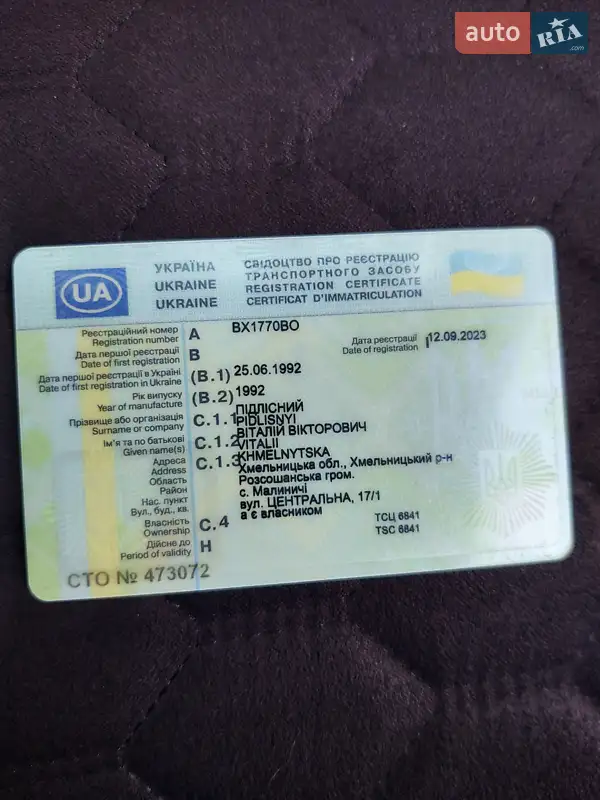 auto RIA .com
UA
УКРАЇНА
UKRAINE
UKRAINE
СВІДОЦТВО ПРО РЕЄСТРАЦІЮ
ТРАНСПОРТНОГО ЗАСОБУ
REGISTRATION CERTIFICATE
CERTIFICAT D'IMMATRICULATION
Реєстраційний номер
Registration number
A BX1770BO
Дата реєстрації
Date of registration
I 12.09.2023
Дата першої реєстрації
Date of first registration
B
Дата першої реєстрації в Україні
Date of first registration in Ukraine
(B.1) 25.06.1992
Рік випуску
Year of manufacture
(B.2) 1992
Прізвище або організація
Surname or company
C.1.1 ПІДЛІСНИЙ
PIDLISNYI
Ім'я та по батькові
Given name(s)
C.1.2 ВІТАЛІЙ ВІКТОРОВИЧ
VITALII
Адреса
Address
C.1.3 KHMELNYTSKA
Область
Хмельницька обл., Хмельницький р-н
Район
Розсошанська гром.
Нас. пункт
с. Малиничі
Вул., буд., кв.
вул. ЦЕНТРАЛЬНА, 17/1
Власність
Ownership
C.4 а є власником
Дійсне до
Period of validity
H
ТСЦ 6841
TSC 6841
СТО № 473072